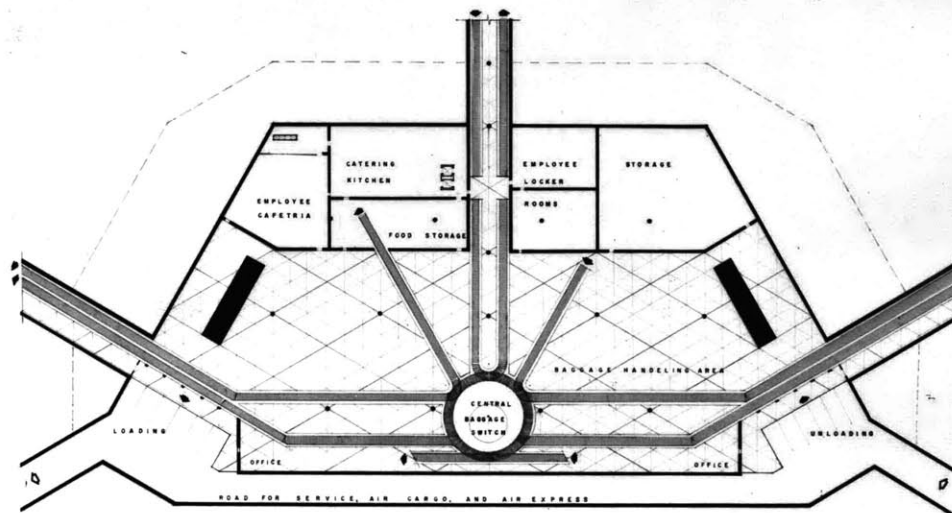 CATERING
KITCHEN
EMPLOYEE
LOCKER
ROOMS
STORAGE
EMPLOYEE
CAFETRIA
FOOD STORAGE
BAGGAGE HANDELING AREA
CENTRAL
BAGGAGE
SWITCH
LOADING
UNLOADING
OFFICE
OFFICE
ROAD FOR SERVICE, AIR CARGO, AND AIR EXPRESS